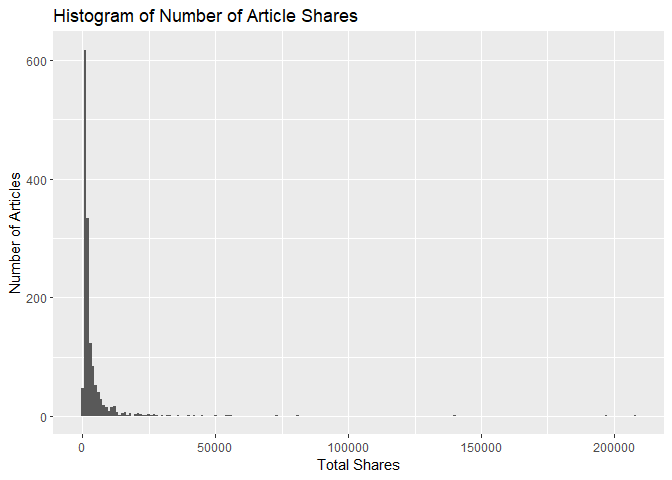 Histogram of Number of Article Shares
600
400
200
0
Number of Articles
0 50000 100000 150000 200000
Total Shares